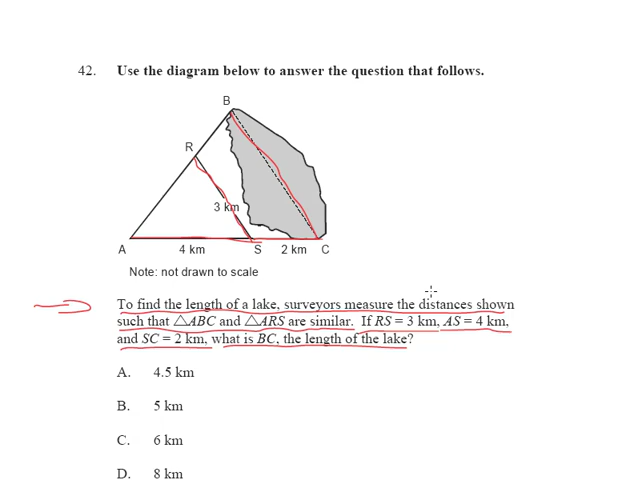 42. Use the diagram below to answer the question that follows.
B
R
3 km
A 4 km S 2 km C
Note: not drawn to scale
To find the length of a lake, surveyors measure the distances shown
such that △ABC and △ARS are similar. If RS = 3 km, AS = 4 km,
and SC = 2 km, what is BC, the length of the lake?
A. 4.5 km
B. 5 km
C. 6 km
D. 8 km